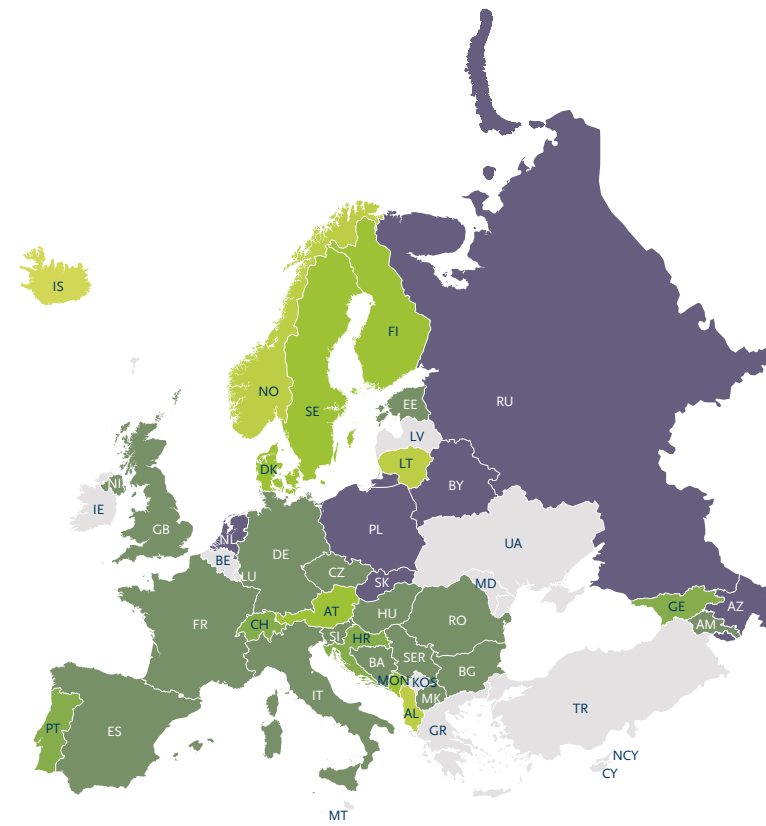 IS
FI
NO
RU
EE
SE
LV
LT
DK
BY
NI
IE
GB
NL
PL
UA
DE
BE
CZ
LU
SK
MD
AT
GE
AZ
HU
RO
FR
CH
AM
SI
HR
SER
BA
BG
MON
KOS
IT
MK
TR
AL
PT
ES
GR
NCY
CY
MT